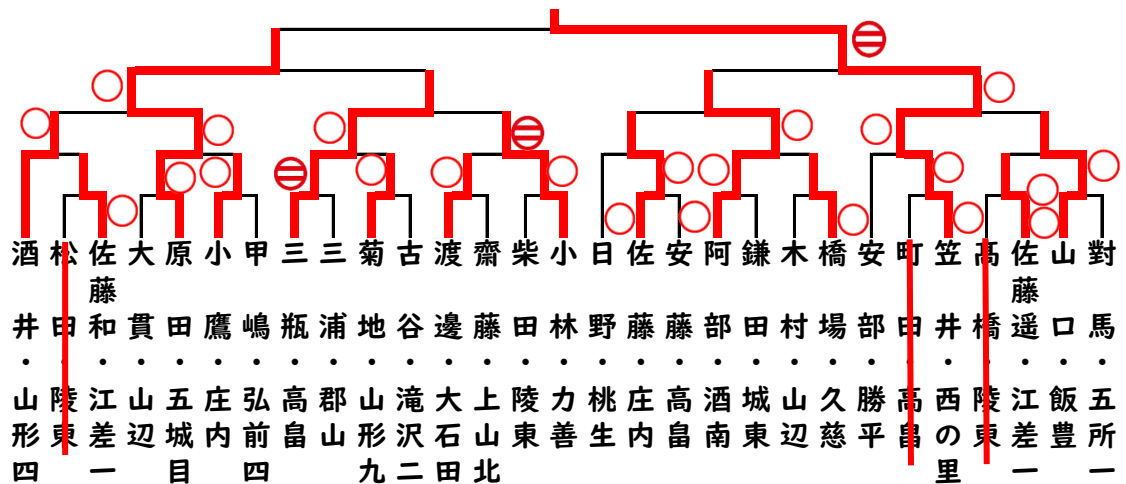 酒井・山形四
松田・陵東
佐藤和・江差一
大貫・山辺
原田・五城目
小鷹・庄内
甲嶋・弘前四
三瓶・高畠
三浦・郡山
菊地・山形九
古谷・滝沢二
渡邊・大石田
齋藤・上山北
柴田・陵東
小林・力善
日野・桃生
佐藤・庄内
安藤・高畠
阿部・酒南
鎌田・城東
木村・山辺
橋場・久慈
安部・勝平
町田・高畠
笠井・西の里
髙橋・陵東
佐藤遥・江差一
山口・飯豊
對馬・五所一